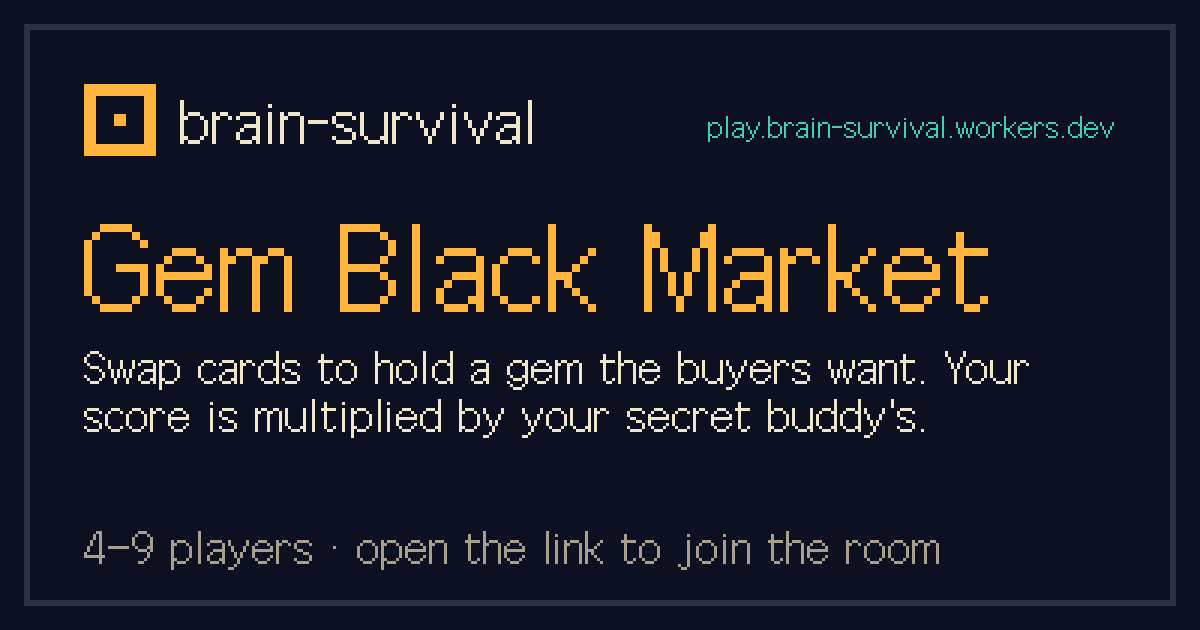 brain-survival
play.brain-survival.workers.dev
Gem Black Market
Swap cards to hold a gem the buyers want. Your
score is multiplied by your secret buddy's.
4–9 players · open the link to join the room